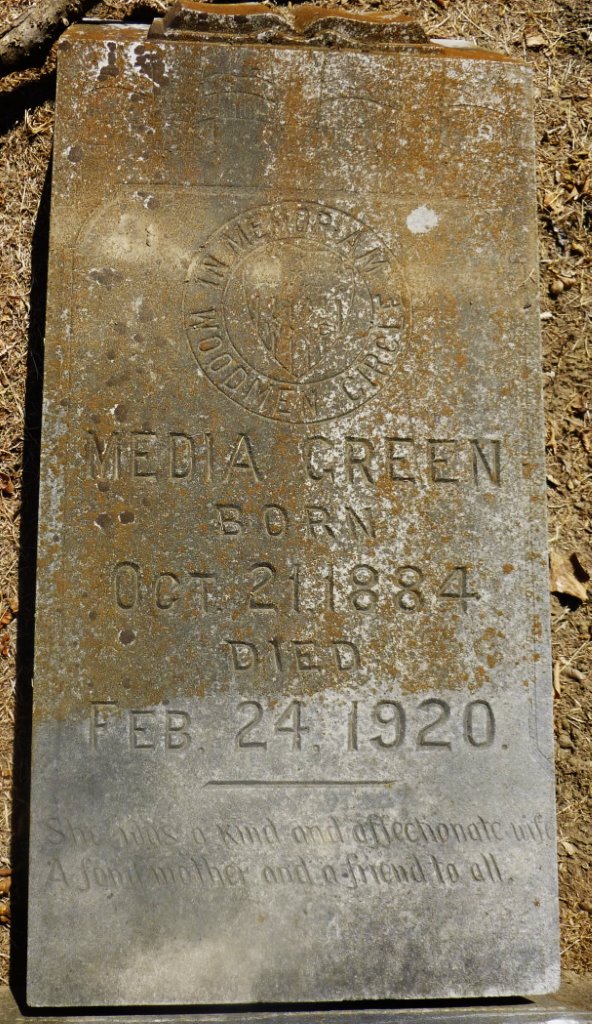 IN MEMORIAM
WOODMEN CIRCLE
MEDIA GREEN
BORN
OCT. 21, 1884
DIED
FEB. 24, 1920.
She was a kind and affectionate wife
A fond mother and a friend to all.